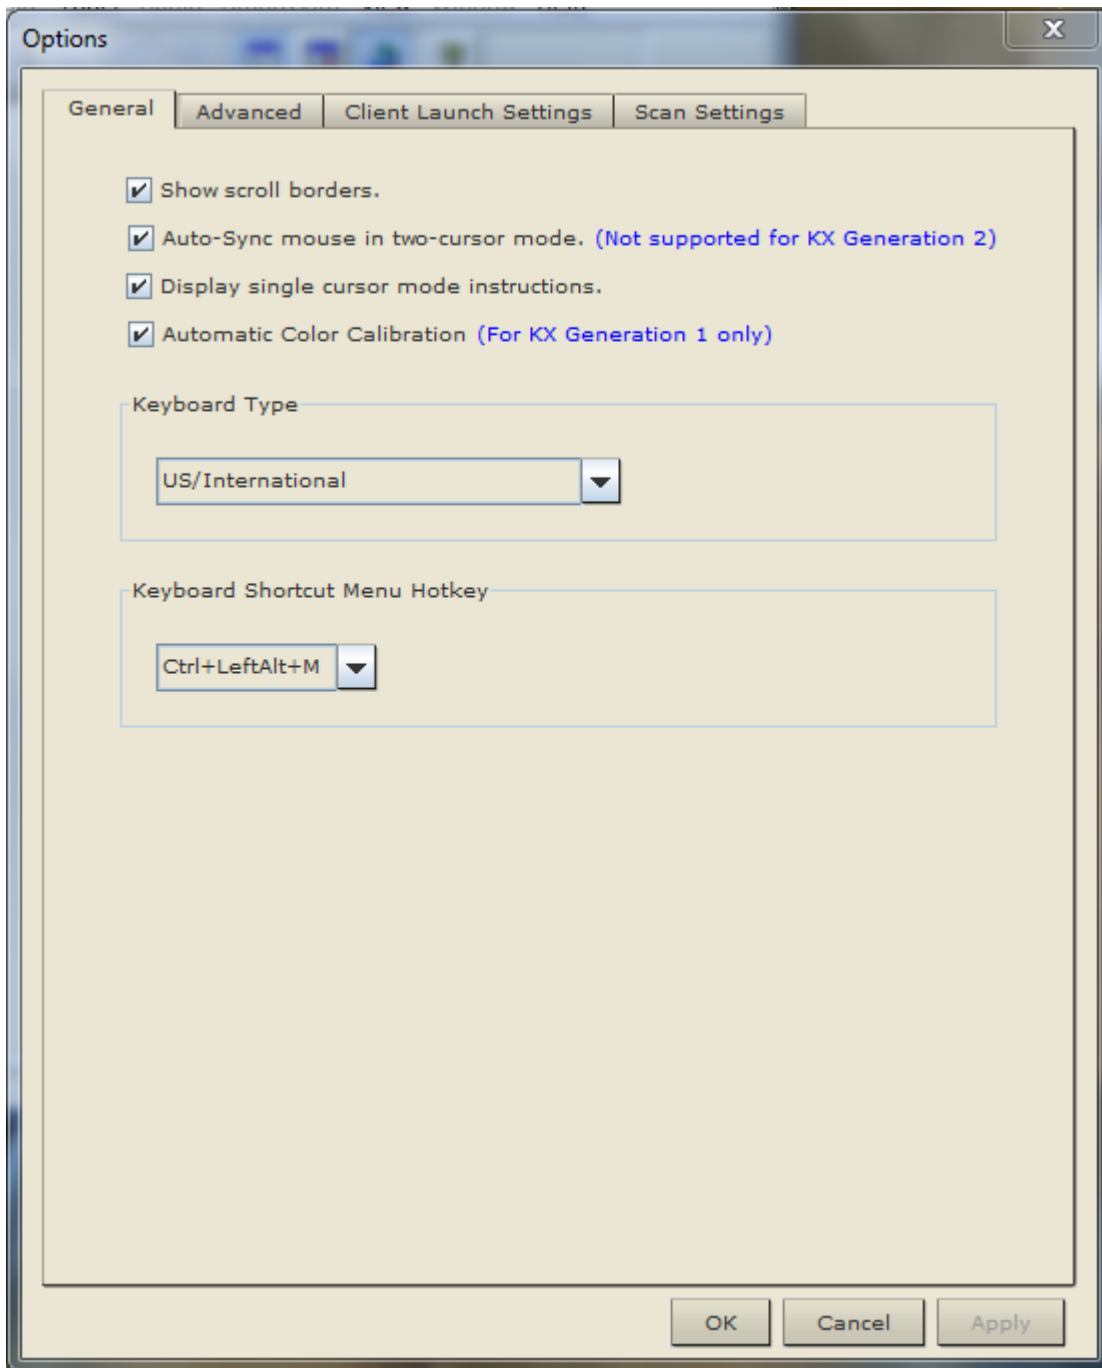 Options
General
Advanced
Client Launch Settings
Scan Settings
Show scroll borders.
Auto-Sync mouse in two-cursor mode. (Not supported for KX Generation 2)
Display single cursor mode instructions.
Automatic Color Calibration (For KX Generation 1 only)
Keyboard Type
US/International
Keyboard Shortcut Menu Hotkey
Ctrl+LeftAlt+M
OK
Cancel
Apply